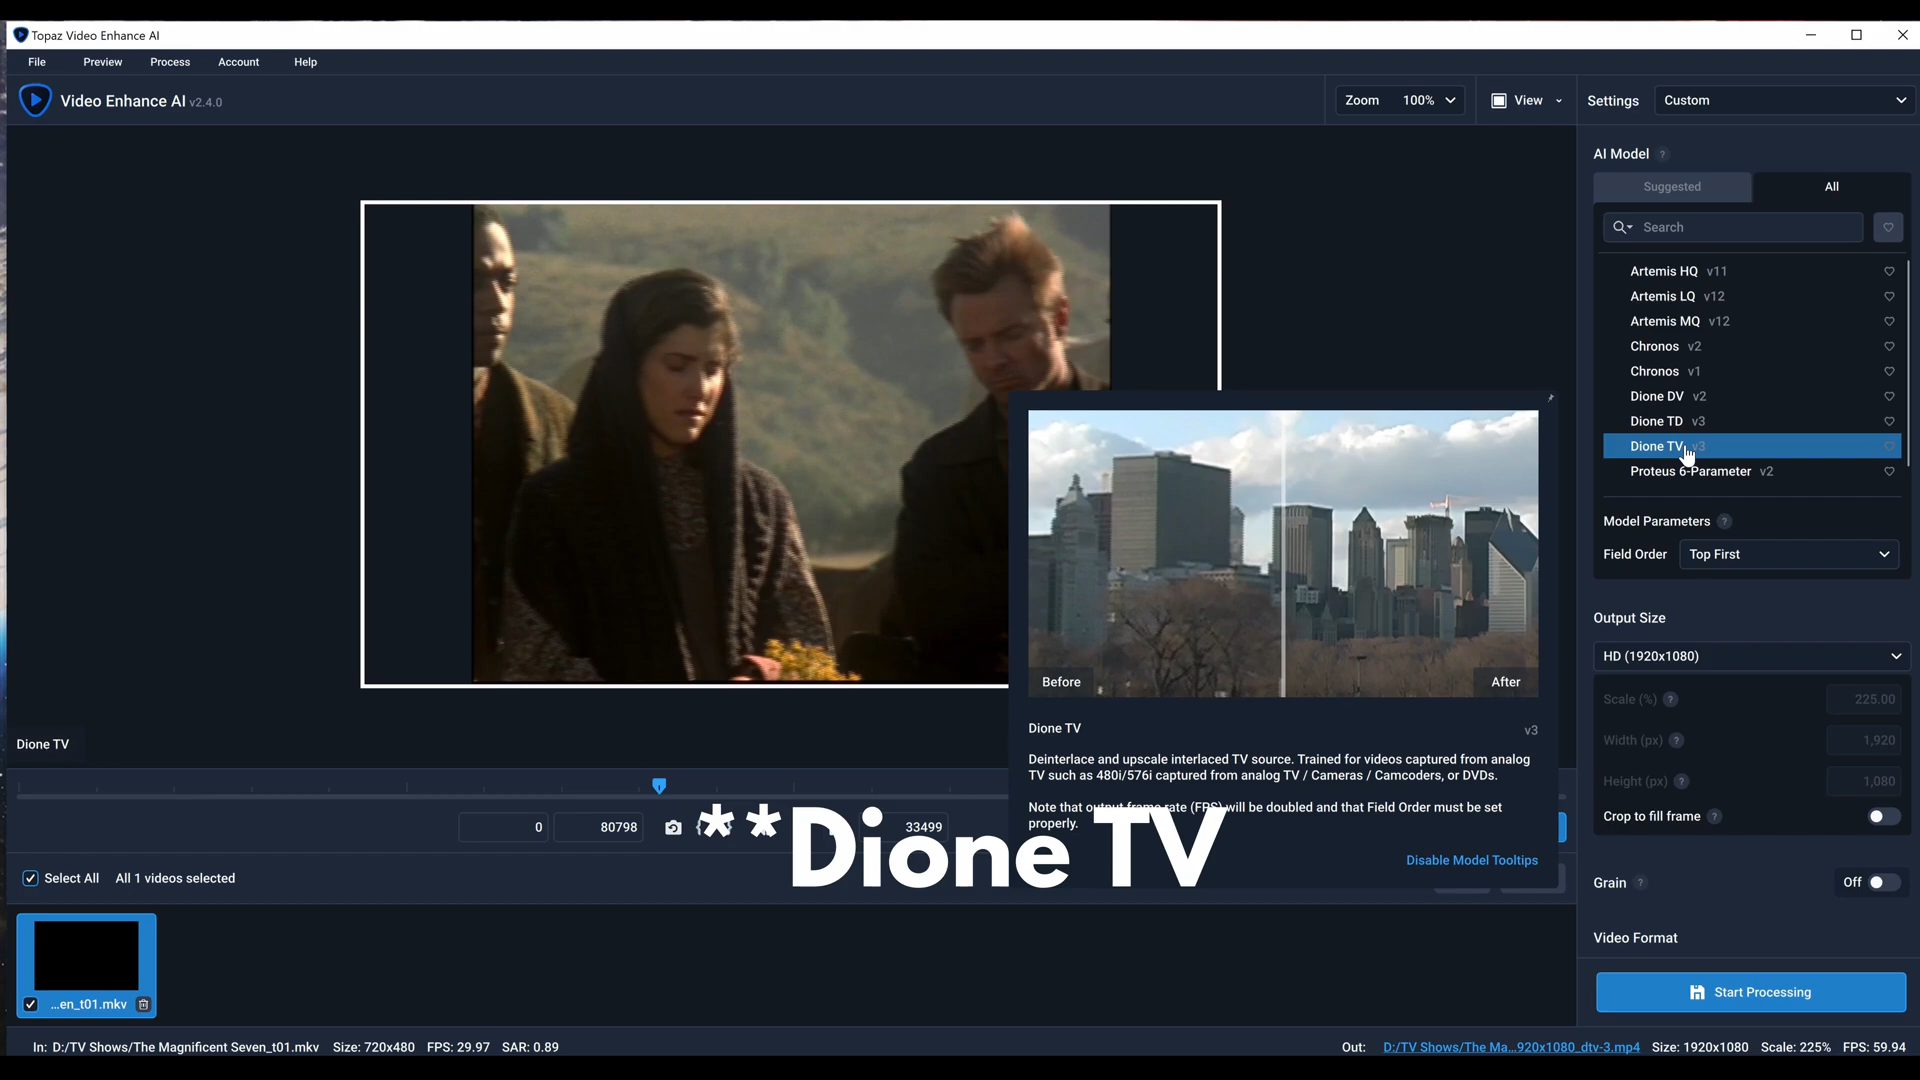 Topaz Video Enhance AI
File Preview Process Account Help
Video Enhance AI v2.4.0
Zoom 100%
View
Settings Custom
AI Model ?
Suggested All
Search
Artemis HQ v11
Artemis LQ v12
Artemis MQ v12
Chronos v2
Chronos v1
Dione DV v2
Dione TD v3
Dione TV v3
Proteus 6-Parameter v2
Model Parameters ?
Field Order Top First
Output Size
HD (1920x1080)
Scale (%) ? 225.00
Width (px) ? 1,920
Height (px) ? 1,080
Crop to fill frame ?
Grain ? Off
Video Format
Start Processing
Before After
Dione TV v3
Deinterlace and upscale interlaced TV source. Trained for videos captured from analog
TV such as 480i/576i captured from analog TV / Cameras / Camcoders, or DVDs.
Note that output frame rate (FPS) will be doubled and that Field Order must be set
properly.
Disable Model Tooltips
Dione TV
0 80798 33499
**Dione TV
Select All All 1 videos selected
...en_t01.mkv
In: D:/TV Shows/The Magnificent Seven_t01.mkv Size: 720x480 FPS: 29.97 SAR: 0.89
Out: D:/TV Shows/The Ma...920x1080_dtv-3.mp4 Size: 1920x1080 Scale: 225% FPS: 59.94